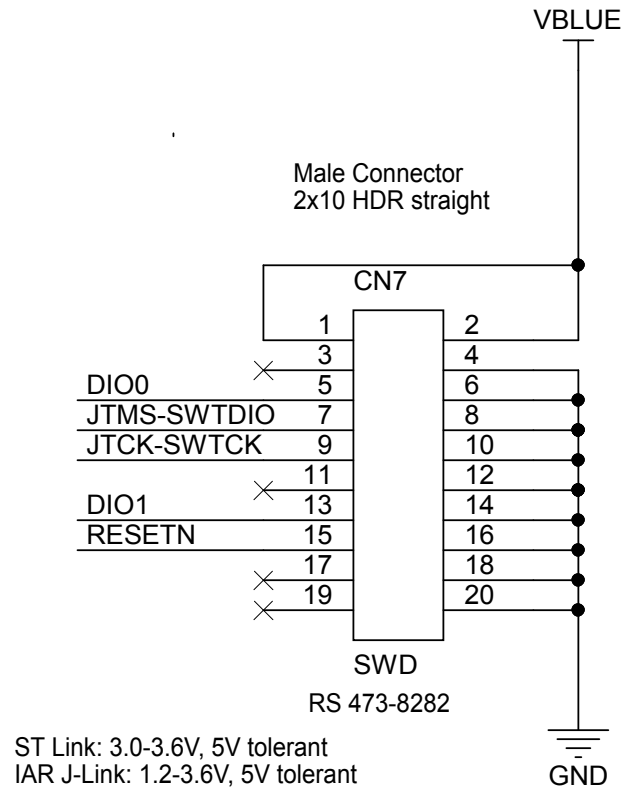 VBLUE
Male Connector
2x10 HDR straight
CN7
1 2
3 4
DIO0 5 6
JTMS-SWTDIO 7 8
JTCK-SWTCK 9 10
11 12
DIO1 13 14
RESETN 15 16
17 18
19 20
SWD
RS 473-8282
ST Link: 3.0-3.6V, 5V tolerant
IAR J-Link: 1.2-3.6V, 5V tolerant
GND